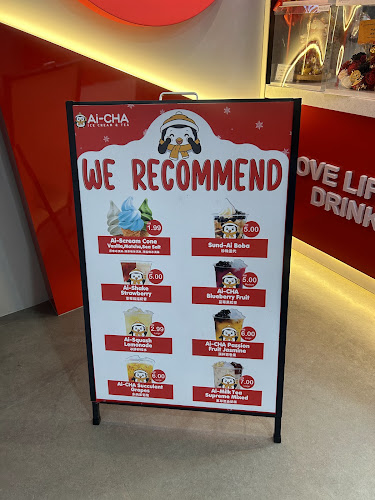 Ai-CHA
ICE CREAM & TEA
WE RECOMMEND
1.99
Ai-Scream Cone
Vanilla, Matcha, Sea Salt
5.00
Sund-Ai Boba
5.00
Ai-Shake
Strawberry
5.00
Ai-CHA
Blueberry Fruit
2.99
Ai-Squash
Lemonade
6.00
Ai-CHA Passion
Fruit Jasmine
6.00
Ai-CHA Succulent
Grapes
7.00
Ai-Milk Tea
Supreme Mixed
OVE LIF
DRINK